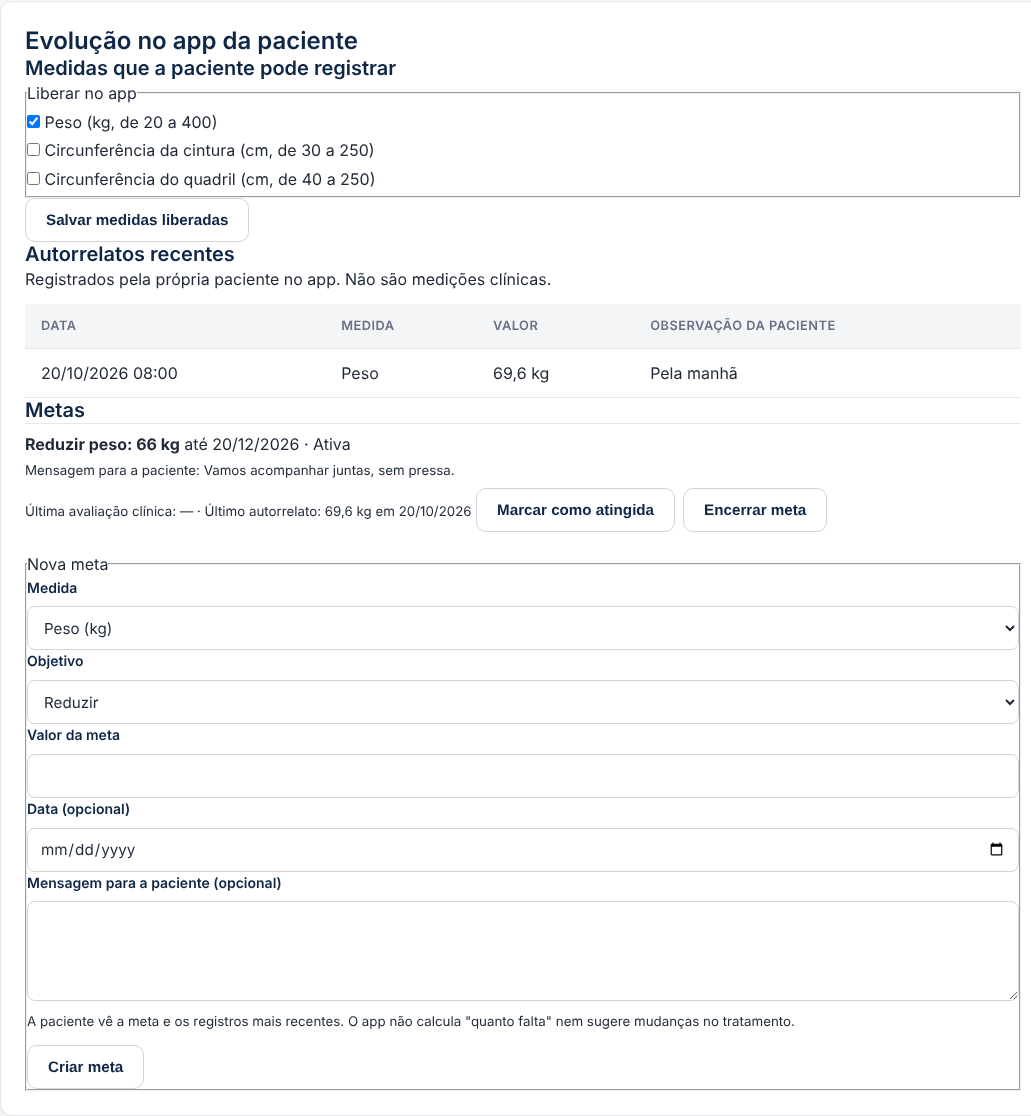 Evolução no app da paciente
Medidas que a paciente pode registrar
Liberar no app
Peso (kg, de 20 a 400)
Circunferência da cintura (cm, de 30 a 250)
Circunferência do quadril (cm, de 40 a 250)
Salvar medidas liberadas
Autorrelatos recentes
Registrados pela própria paciente no app. Não são medições clínicas.
DATA MEDIDA VALOR OBSERVAÇÃO DA PACIENTE
20/10/2026 08:00 Peso 69,6 kg Pela manhã
Metas
Reduzir peso: 66 kg até 20/12/2026 · Ativa
Mensagem para a paciente: Vamos acompanhar juntas, sem pressa.
Última avaliação clínica: — · Último autorrelato: 69,6 kg em 20/10/2026 Marcar como atingida Encerrar meta
Nova meta
Medida
Peso (kg)
Objetivo
Reduzir
Valor da meta
Data (opcional)
mm/dd/yyyy
Mensagem para a paciente (opcional)
A paciente vê a meta e os registros mais recentes. O app não calcula "quanto falta" nem sugere mudanças no tratamento.
Criar meta